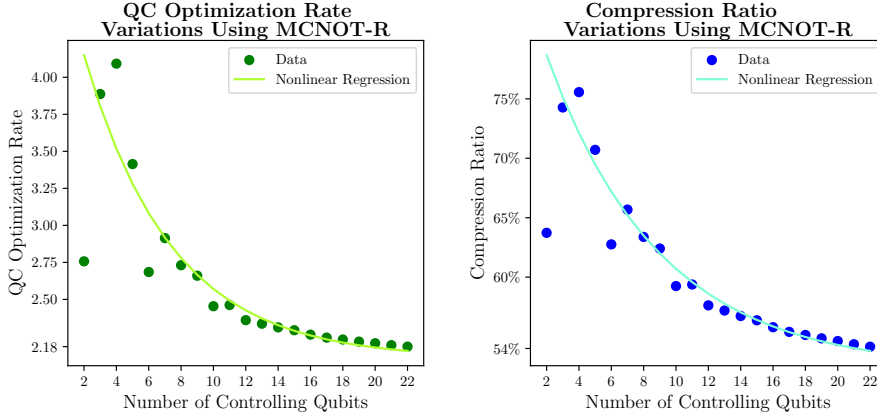 QC Optimization Rate
Variations Using MCNOT-R
Data
Nonlinear Regression
4.00
3.75
3.50
3.25
3.00
2.75
2.50
2.18
QC Optimization Rate
2 4 6 8 10 12 14 16 18 20 22
Number of Controlling Qubits
Compression Ratio
Variations Using MCNOT-R
Data
Nonlinear Regression
75%
70%
65%
60%
54%
Compression Ratio
2 4 6 8 10 12 14 16 18 20 22
Number of Controlling Qubits